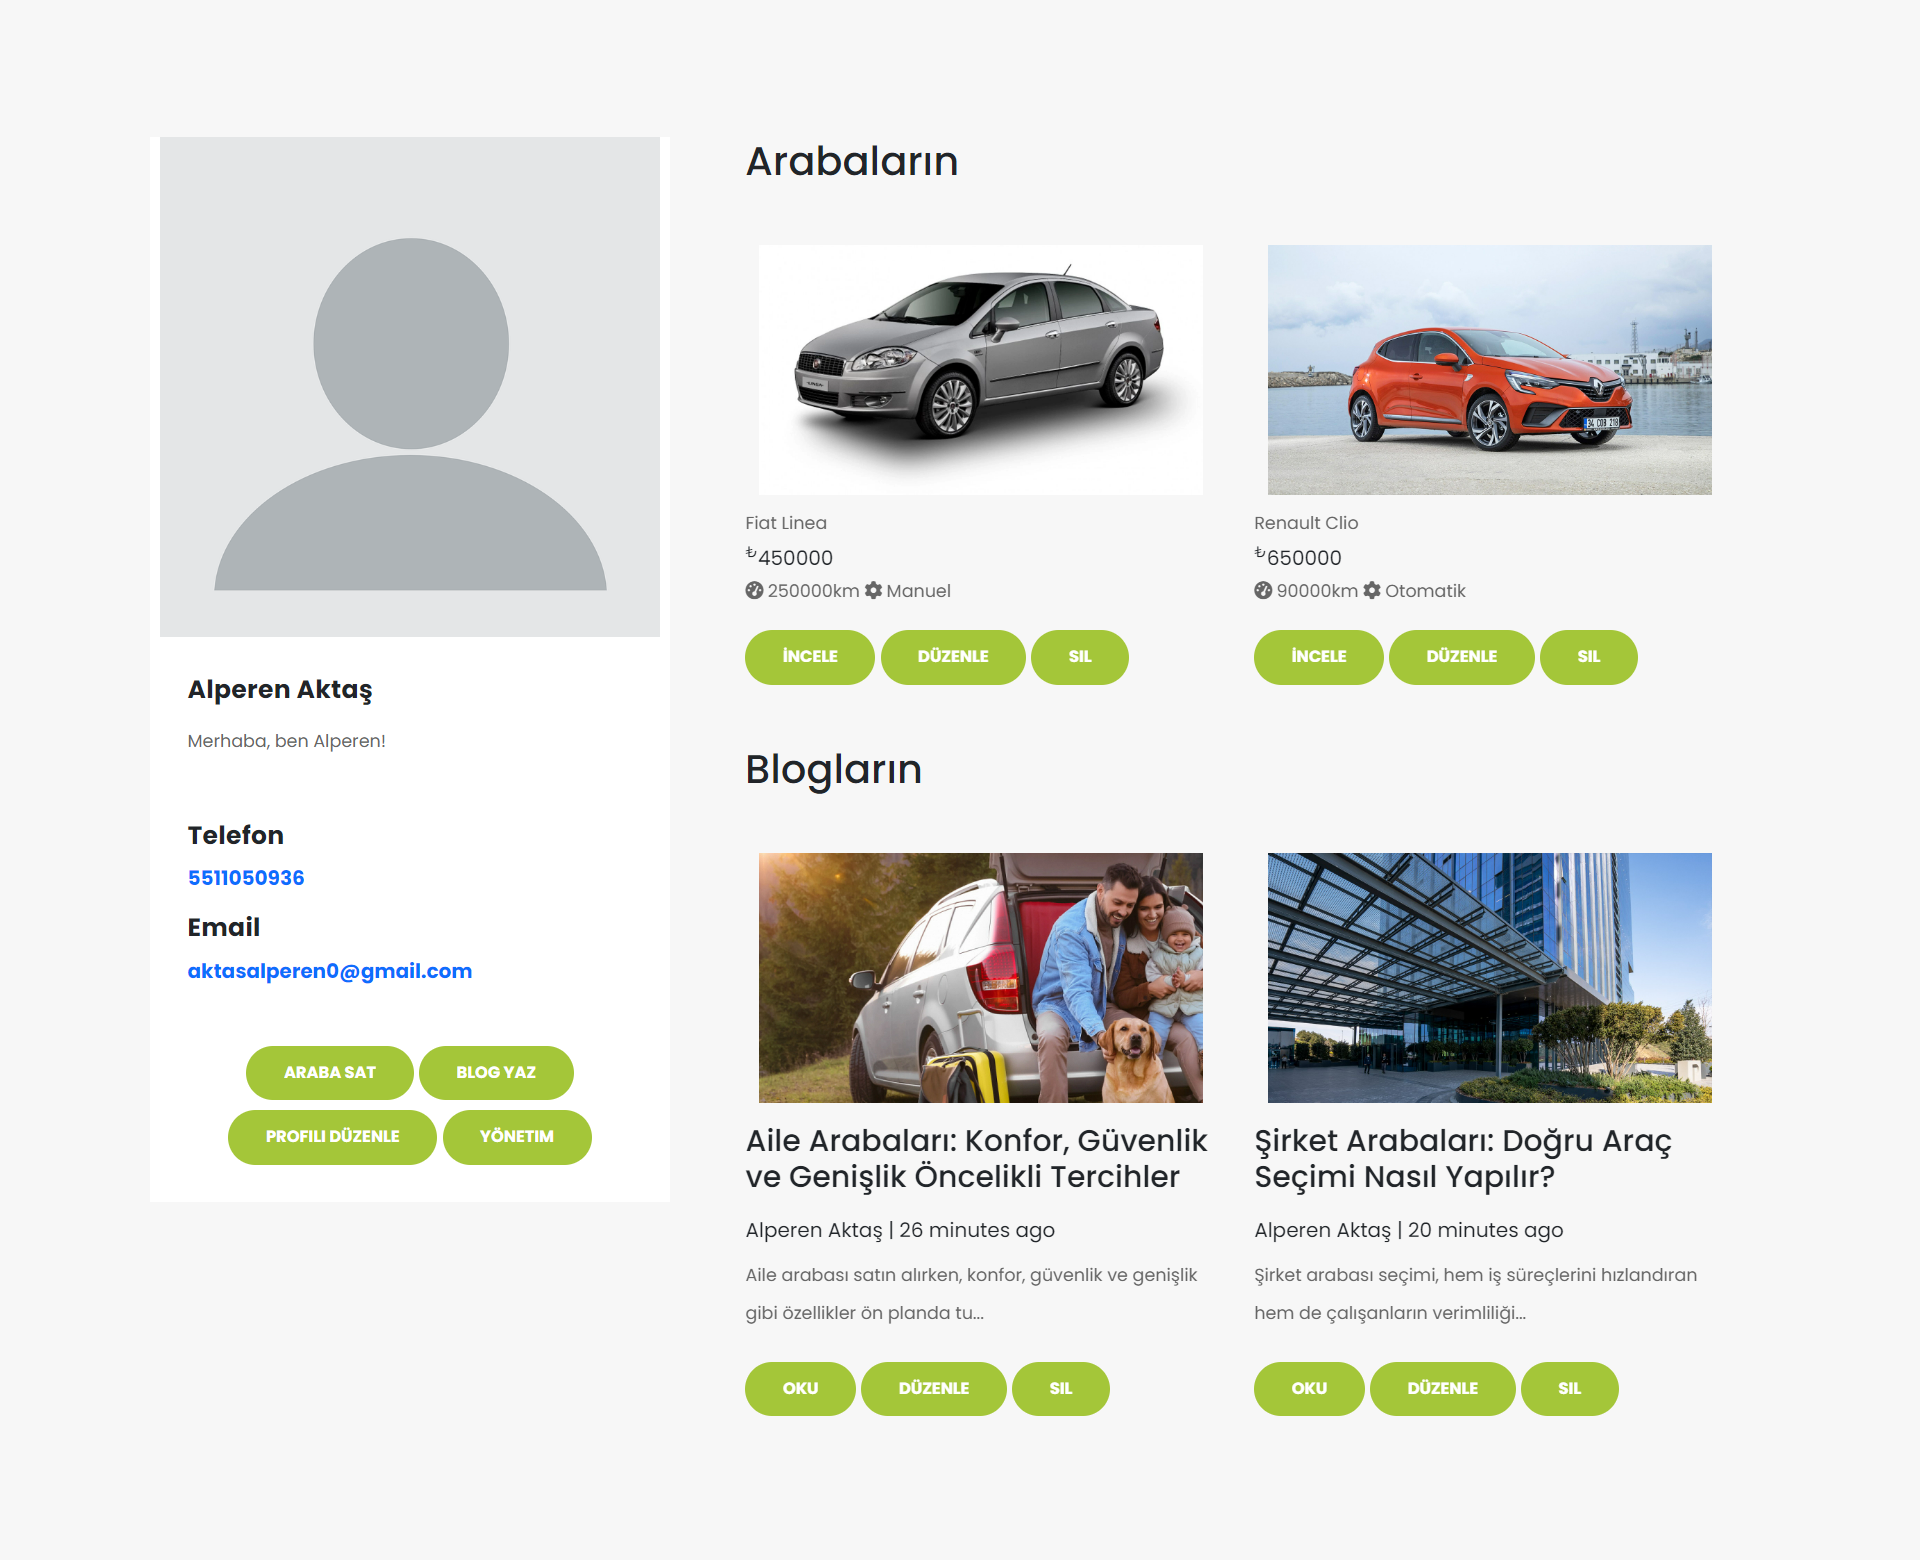 Alperen Aktaş
Merhaba, ben Alperen!
Telefon
5511050936
Email
aktasalperen0@gmail.com
ARABA SAT
BLOG YAZ
PROFILI DÜZENLE
YÖNETIM
Arabaların
34 COB 218
Fiat Linea
₺450000
250000km Manuel
İNCELE
DÜZENLE
SIL
Renault Clio
₺650000
90000km Otomatik
İNCELE
DÜZENLE
SIL
Blogların
Aile Arabaları: Konfor, Güvenlik
ve Genişlik Öncelikli Tercihler
Alperen Aktaş | 26 minutes ago
Aile arabası satın alırken, konfor, güvenlik ve genişlik
gibi özellikler ön planda tu...
OKU
DÜZENLE
SIL
Şirket Arabaları: Doğru Araç
Seçimi Nasıl Yapılır?
Alperen Aktaş | 20 minutes ago
Şirket arabası seçimi, hem iş süreçlerini hızlandıran
hem de çalışanların verimliliği...
OKU
DÜZENLE
SIL